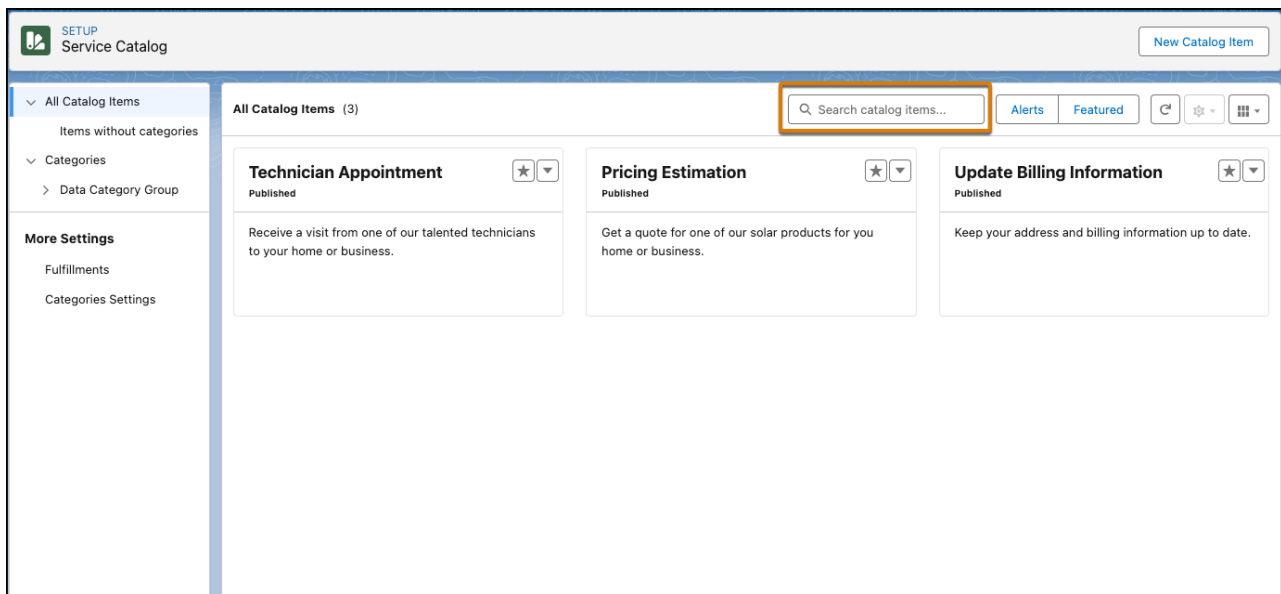 SETUP
Service Catalog
New Catalog Item
All Catalog Items
Items without categories
Categories
Data Category Group
More Settings
Fulfillments
Categories Settings
All Catalog Items (3)
Search catalog items...
Alerts
Featured
Technician Appointment
Published
Receive a visit from one of our talented technicians
to your home or business.
Pricing Estimation
Published
Get a quote for one of our solar products for you
home or business.
Update Billing Information
Published
Keep your address and billing information up to date.